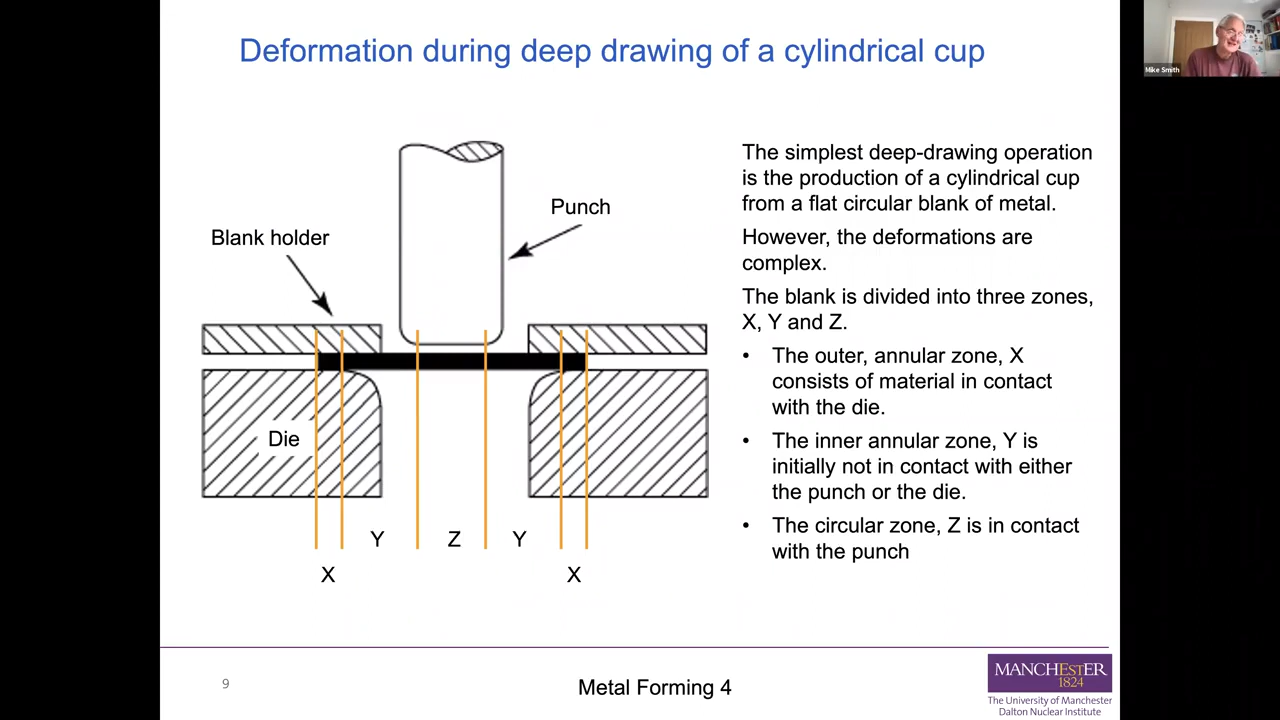 Deformation during deep drawing of a cylindrical cup
Mike Smith
Blank holder
Punch
Die
Y
Z
Y
X
X
The simplest deep-drawing operation
is the production of a cylindrical cup
from a flat circular blank of metal.
However, the deformations are
complex.
The blank is divided into three zones,
X, Y and Z.
• The outer, annular zone, X
consists of material in contact
with the die.
• The inner annular zone, Y is
initially not in contact with either
the punch or the die.
• The circular zone, Z is in contact
with the punch
9
Metal Forming 4
MANCHESTER
1824
The University of Manchester
Dalton Nuclear Institute